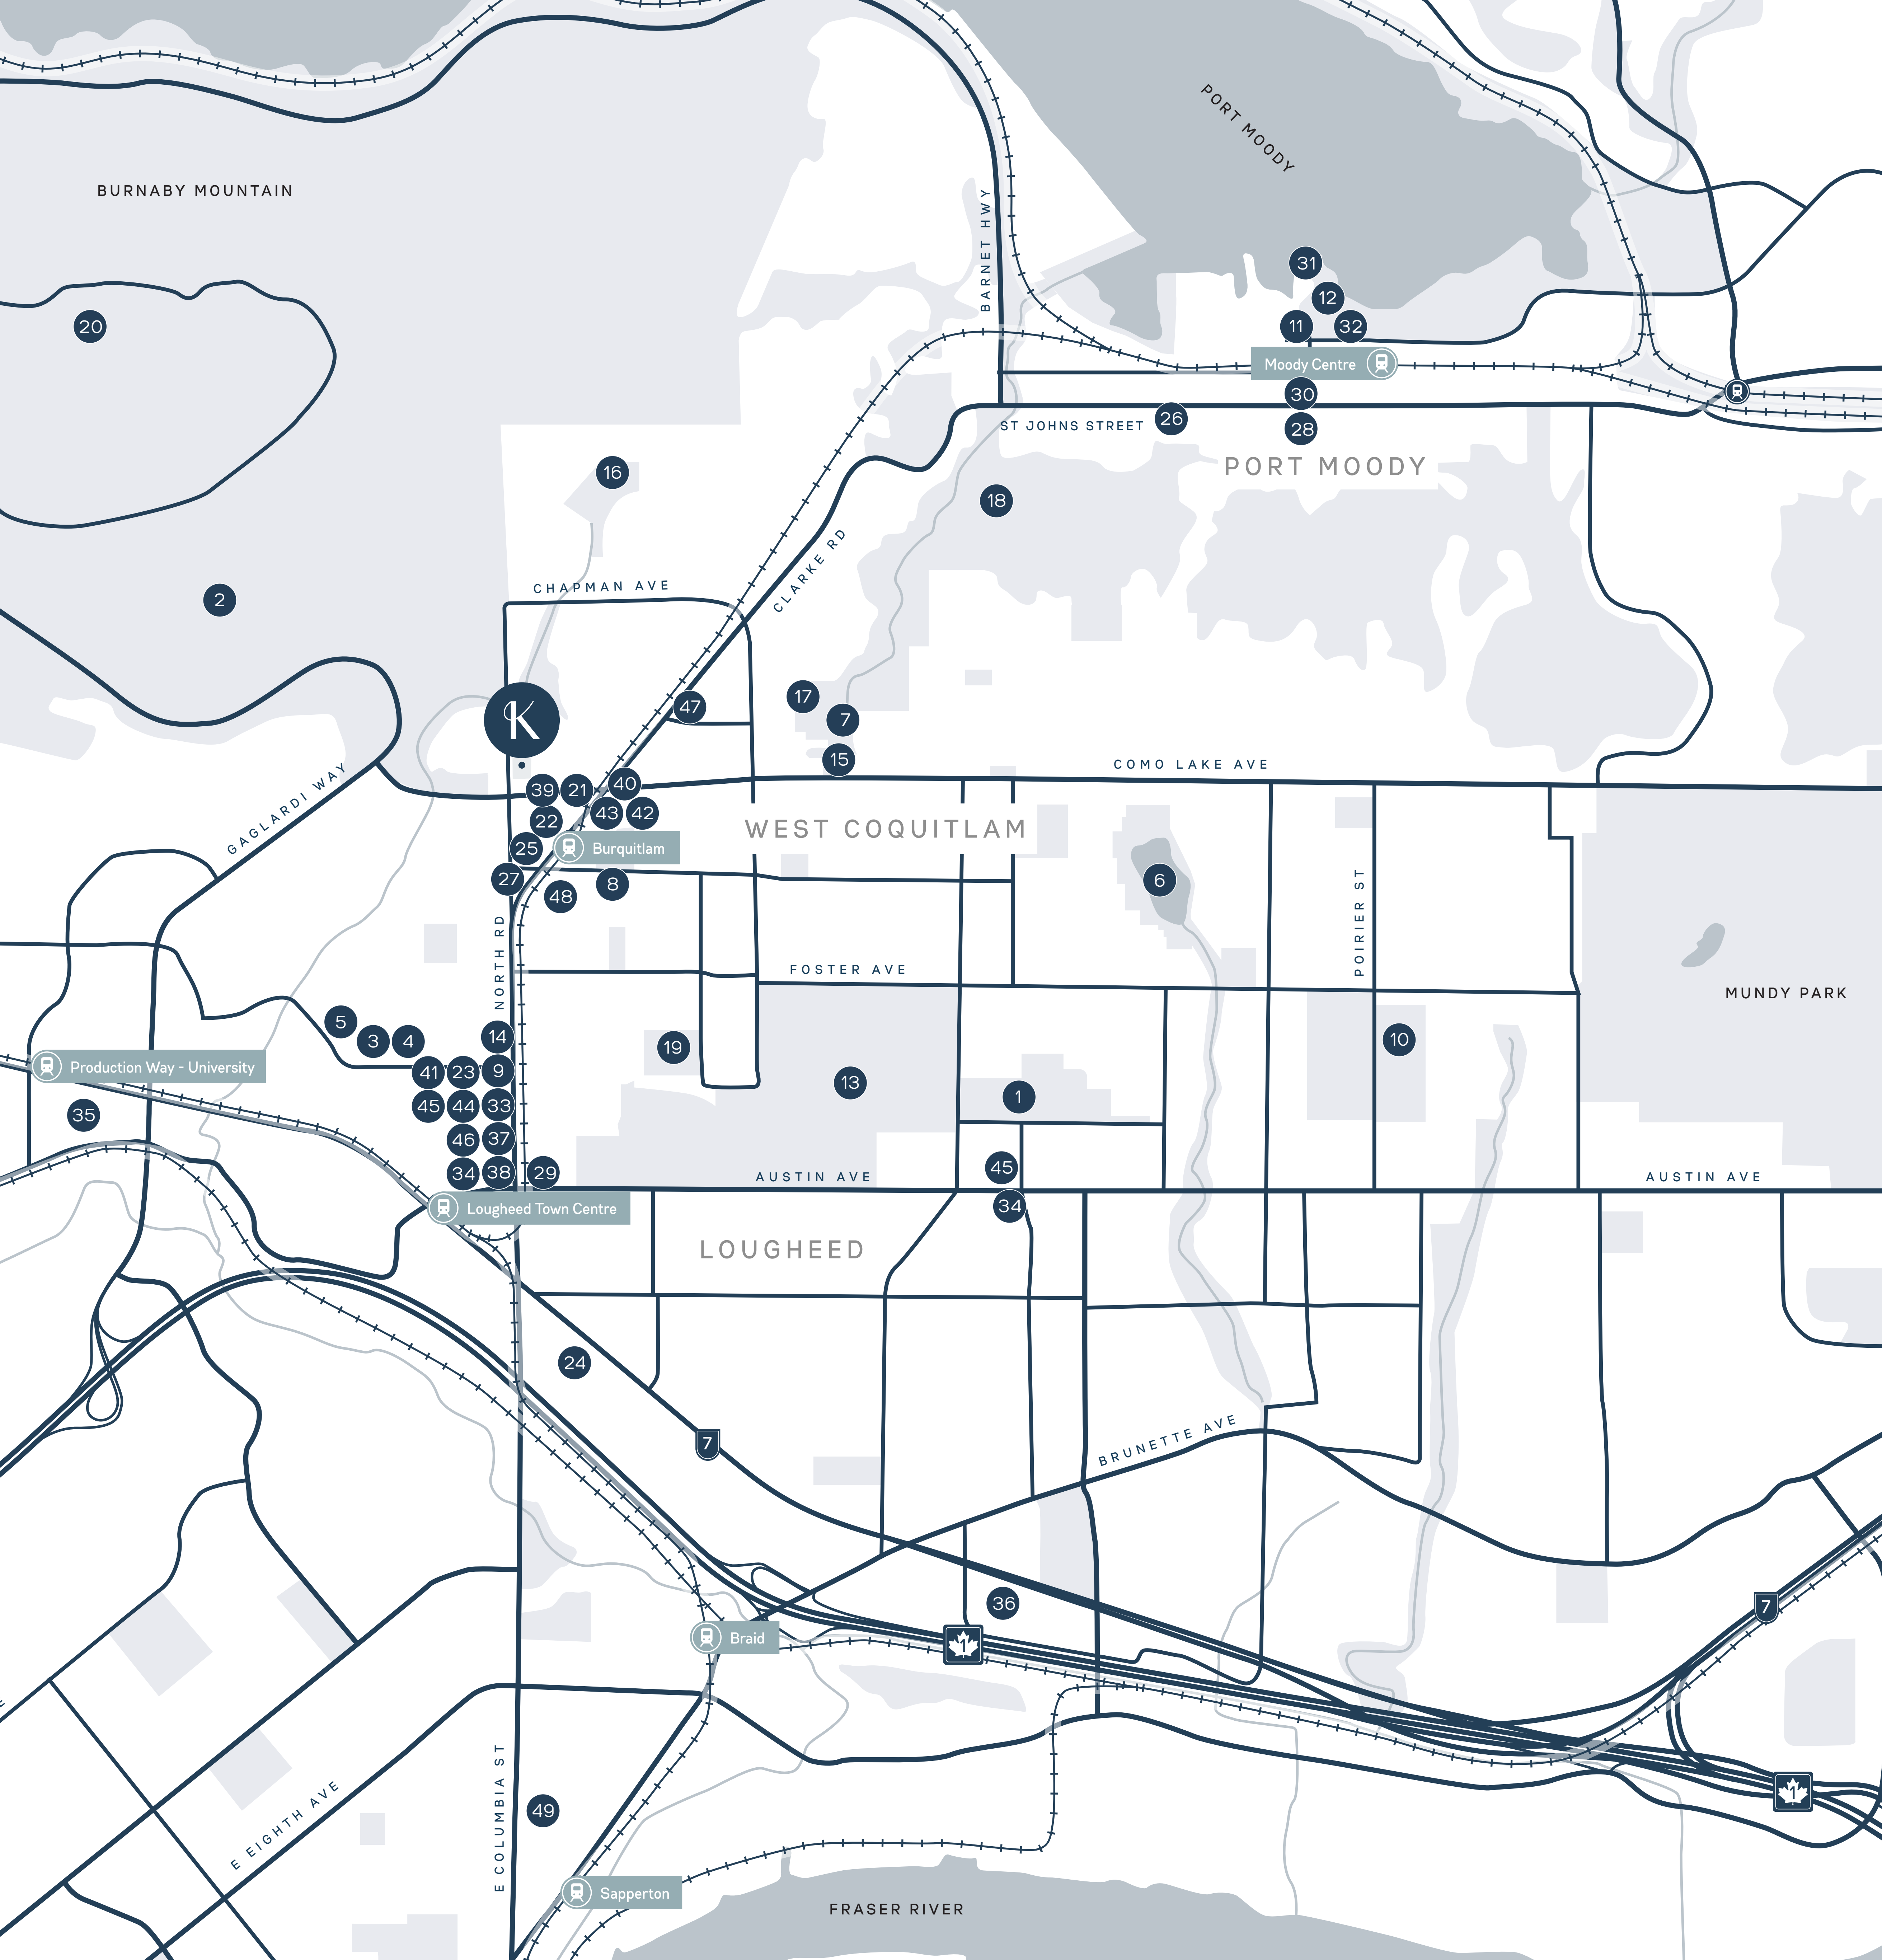 PORT MOODY
BURNABY MOUNTAIN
BARNET HWY
31
12
20
11
32
Moody Centre
30
26
ST JOHNS STREET
28
PORT MOODY
16
18
CLARKE RD
CHAPMAN AVE
2
17
47
7
K
15
COMO LAKE AVE
GAGLARDI WAY
39
21
40
22
43
42
WEST COQUITLAM
25
Burquitlam
27
8
6
48
POIRIER ST
NORTH RD
FOSTER AVE
MUNDY PARK
5
3
4
14
19
10
Production Way - University
41
23
9
13
1
35
45
44
33
46
37
34
38
29
45
AUSTIN AVE
AUSTIN AVE
Lougheed Town Centre
34
LOUGHEED
24
7
BRUNETTE AVE
36
7
Braid
1
E COLUMBIA ST
1
E EIGHTH AVE
49
Sapperton
FRASER RIVER